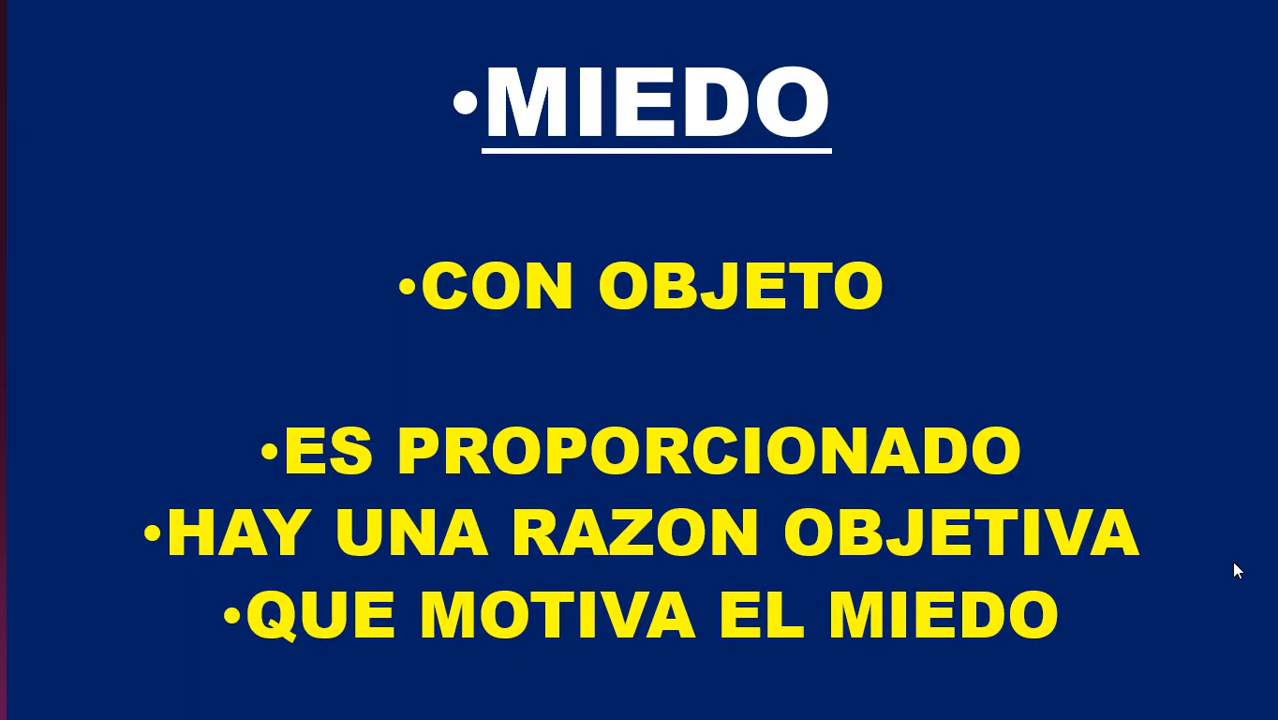 •MIEDO
•CON OBJETO
•ES PROPORCIONADO
•HAY UNA RAZON OBJETIVA
•QUE MOTIVA EL MIEDO